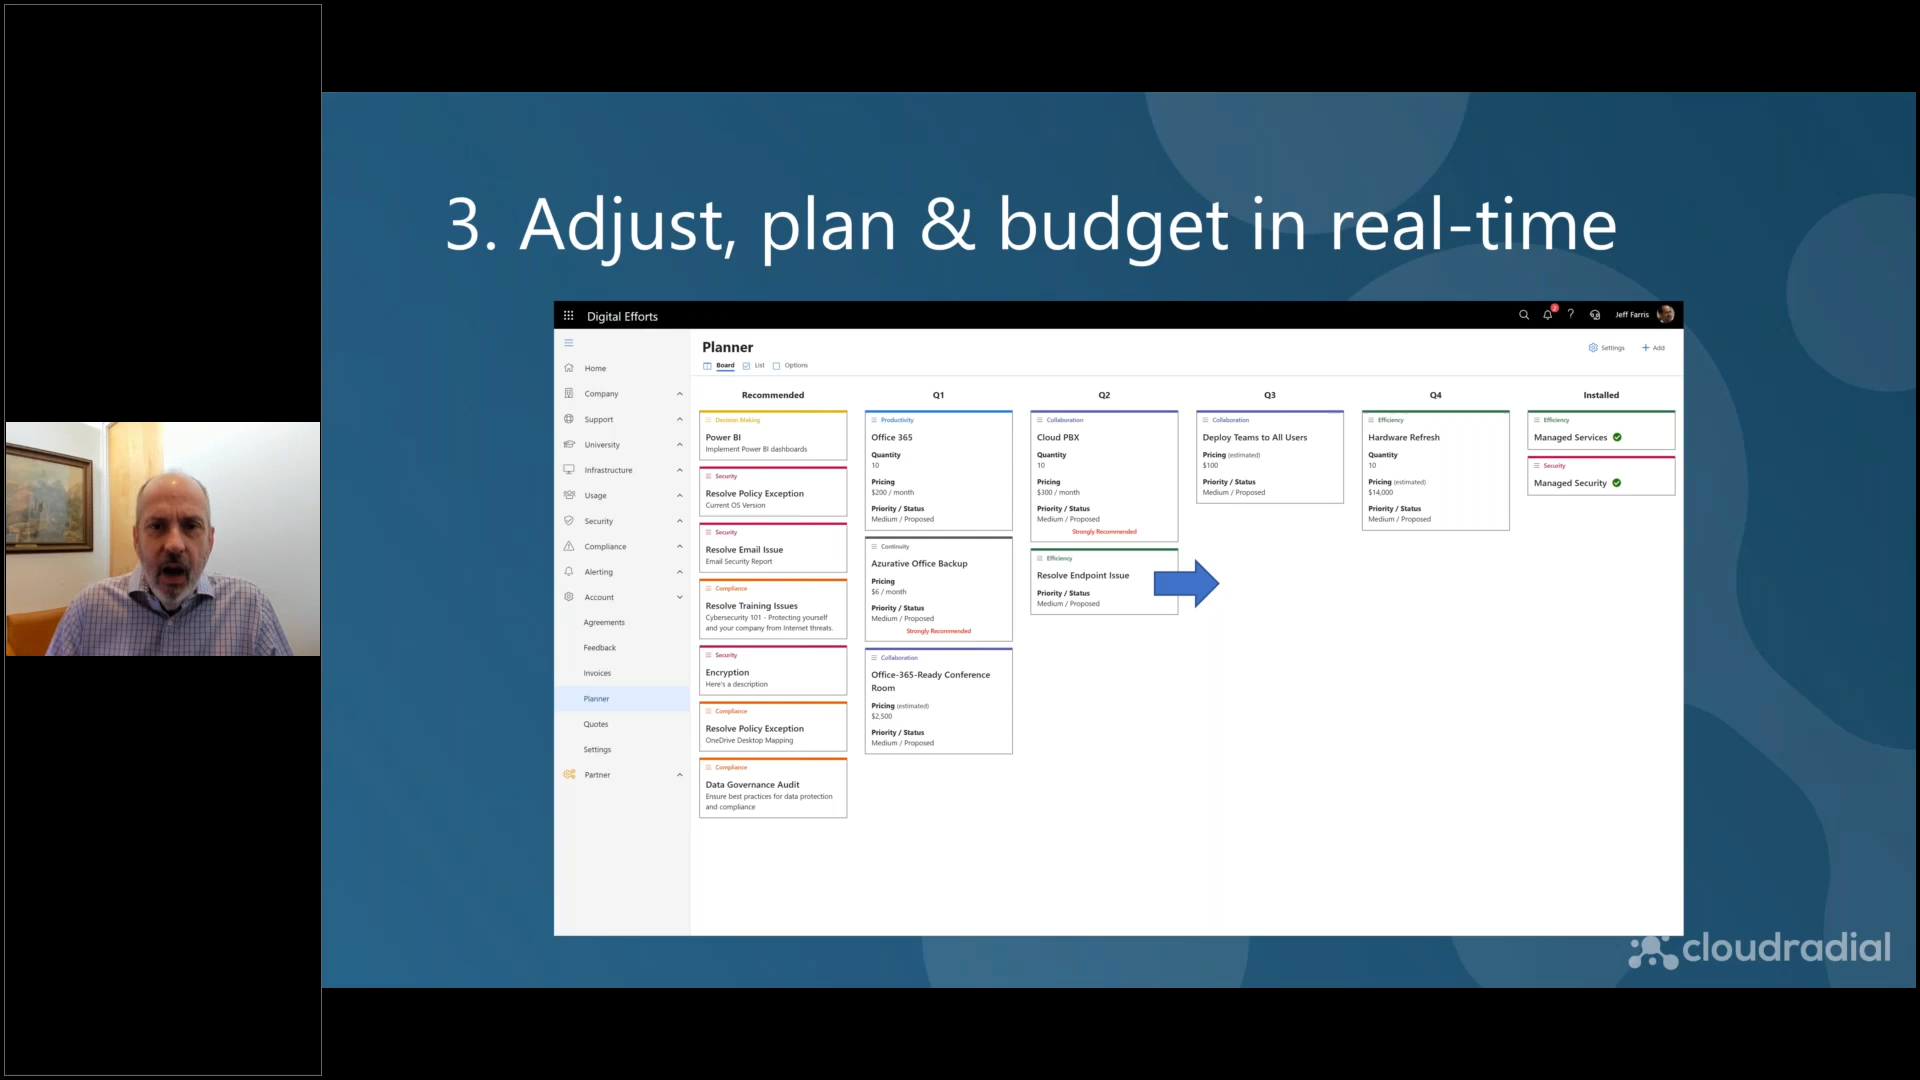 3. Adjust, plan & budget in real-time
Digital Efforts
2
?
Jeff Farris
Home
Company
Support
University
Infrastructure
Usage
Security
Compliance
Alerting
Account
Agreements
Feedback
Invoices
Planner
Quotes
Settings
Partner
Planner
Settings
+ Add
Board
List
Options
Recommended
Decision Making
Power BI
Implement Power BI dashboards
Security
Resolve Policy Exception
Current OS Version
Security
Resolve Email Issue
Email Security Report
Compliance
Resolve Training Issues
Cybersecurity 101 - Protecting yourself
and your company from Internet threats.
Security
Encryption
Here's a description
Compliance
Resolve Policy Exception
OneDrive Desktop Mapping
Compliance
Data Governance Audit
Ensure best practices for data protection
and compliance
Q1
Productivity
Office 365
Quantity
10
Pricing
$200 / month
Priority / Status
Medium / Proposed
Continuity
Azurative Office Backup
Pricing
$6 / month
Priority / Status
Medium / Proposed
Strongly Recommended
Collaboration
Office-365-Ready Conference
Room
Pricing (estimated)
$2,500
Priority / Status
Medium / Proposed
Q2
Collaboration
Cloud PBX
Quantity
10
Pricing
$300 / month
Priority / Status
Medium / Proposed
Strongly Recommended
Efficiency
Resolve Endpoint Issue
Priority / Status
Medium / Proposed
Q3
Collaboration
Deploy Teams to All Users
Pricing (estimated)
$100
Priority / Status
Medium / Proposed
Q4
Efficiency
Hardware Refresh
Quantity
10
Pricing (estimated)
$14,000
Priority / Status
Medium / Proposed
Installed
Efficiency
Managed Services
Security
Managed Security
cloudradial